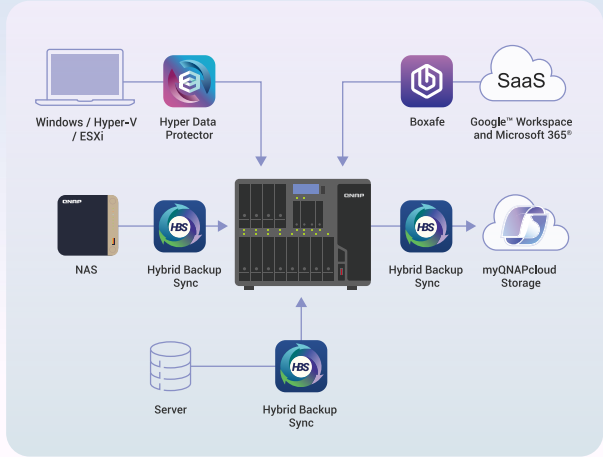 SaaS
Windows / Hyper-V
/ ESXi
Hyper Data
Protector
Boxafe
Google™ Workspace
and Microsoft 365®
QNAP
HBS
QNAP
HBS
NAS
Hybrid Backup
Sync
Hybrid Backup
Sync
myQNAPcloud
Storage
HBS
Server
Hybrid Backup
Sync